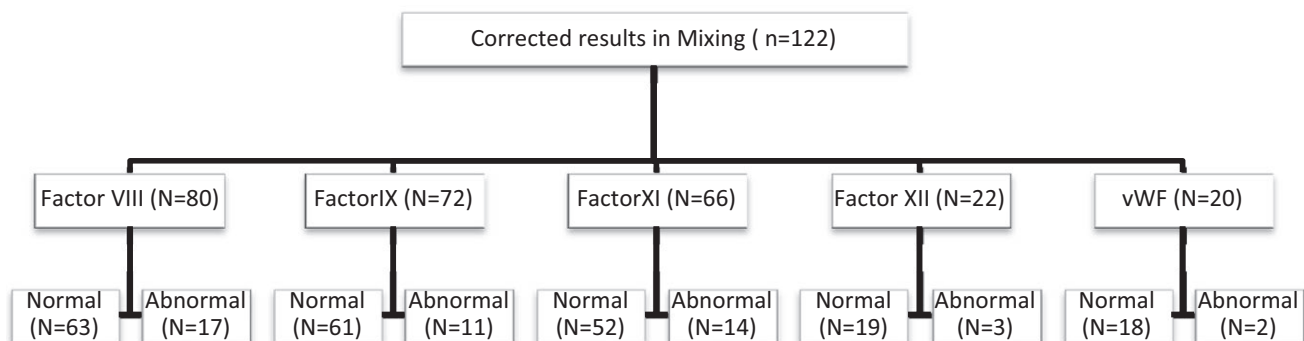 Corrected results in Mixing ( n=122)
Factor VIII (N=80)
FactorIX (N=72)
FactorXI (N=66)
Factor XII (N=22)
vWF (N=20)
Normal
(N=63)
Abnormal
(N=17)
Normal
(N=61)
Abnormal
(N=11)
Normal
(N=52)
Abnormal
(N=14)
Normal
(N=19)
Abnormal
(N=3)
Normal
(N=18)
Abnormal
(N=2)